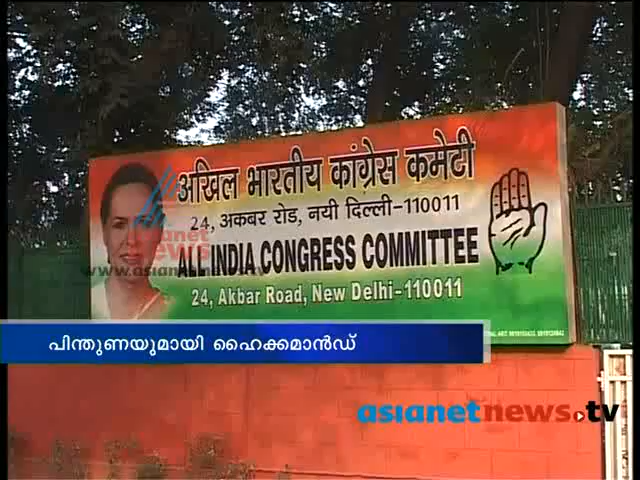 अखिल भारतीय कांग्रेस कमेटी
24, अकबर रोड, नयी दिल्ली-110011
ALL INDIA CONGRESS COMMITTEE
24, Akbar Road, New Delhi-110011
പിന്തുണയുമായി ഹൈക്കമാൻഡ്
asianetnews.tv